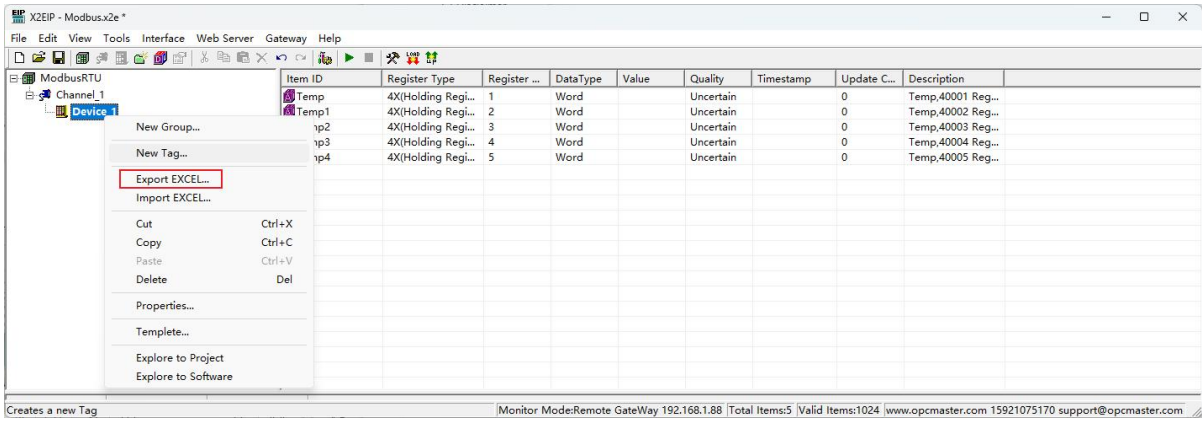 EIP X2EIP - Modbus.x2e *
File Edit View Tools Interface Web Server Gateway Help
ModbusRTU
Channel_1
Device_1
Item ID Register Type Register ... DataType Value Quality Timestamp Update C... Description
Temp 4X(Holding Regi... 1 Word Uncertain 0 Temp,40001 Reg...
Temp1 4X(Holding Regi... 2 Word Uncertain 0 Temp,40002 Reg...
mp2 4X(Holding Regi... 3 Word Uncertain 0 Temp,40003 Reg...
mp3 4X(Holding Regi... 4 Word Uncertain 0 Temp,40004 Reg...
mp4 4X(Holding Regi... 5 Word Uncertain 0 Temp,40005 Reg...
New Group...
New Tag...
Export EXCEL...
Import EXCEL...
Cut Ctrl+X
Copy Ctrl+C
Paste Ctrl+V
Delete Del
Properties...
Templete...
Explore to Project
Explore to Software
Creates a new Tag Monitor Mode:Remote GateWay 192.168.1.88 Total Items:5 Valid Items:1024 www.opcmaster.com 15921075170 support@opcmaster.com